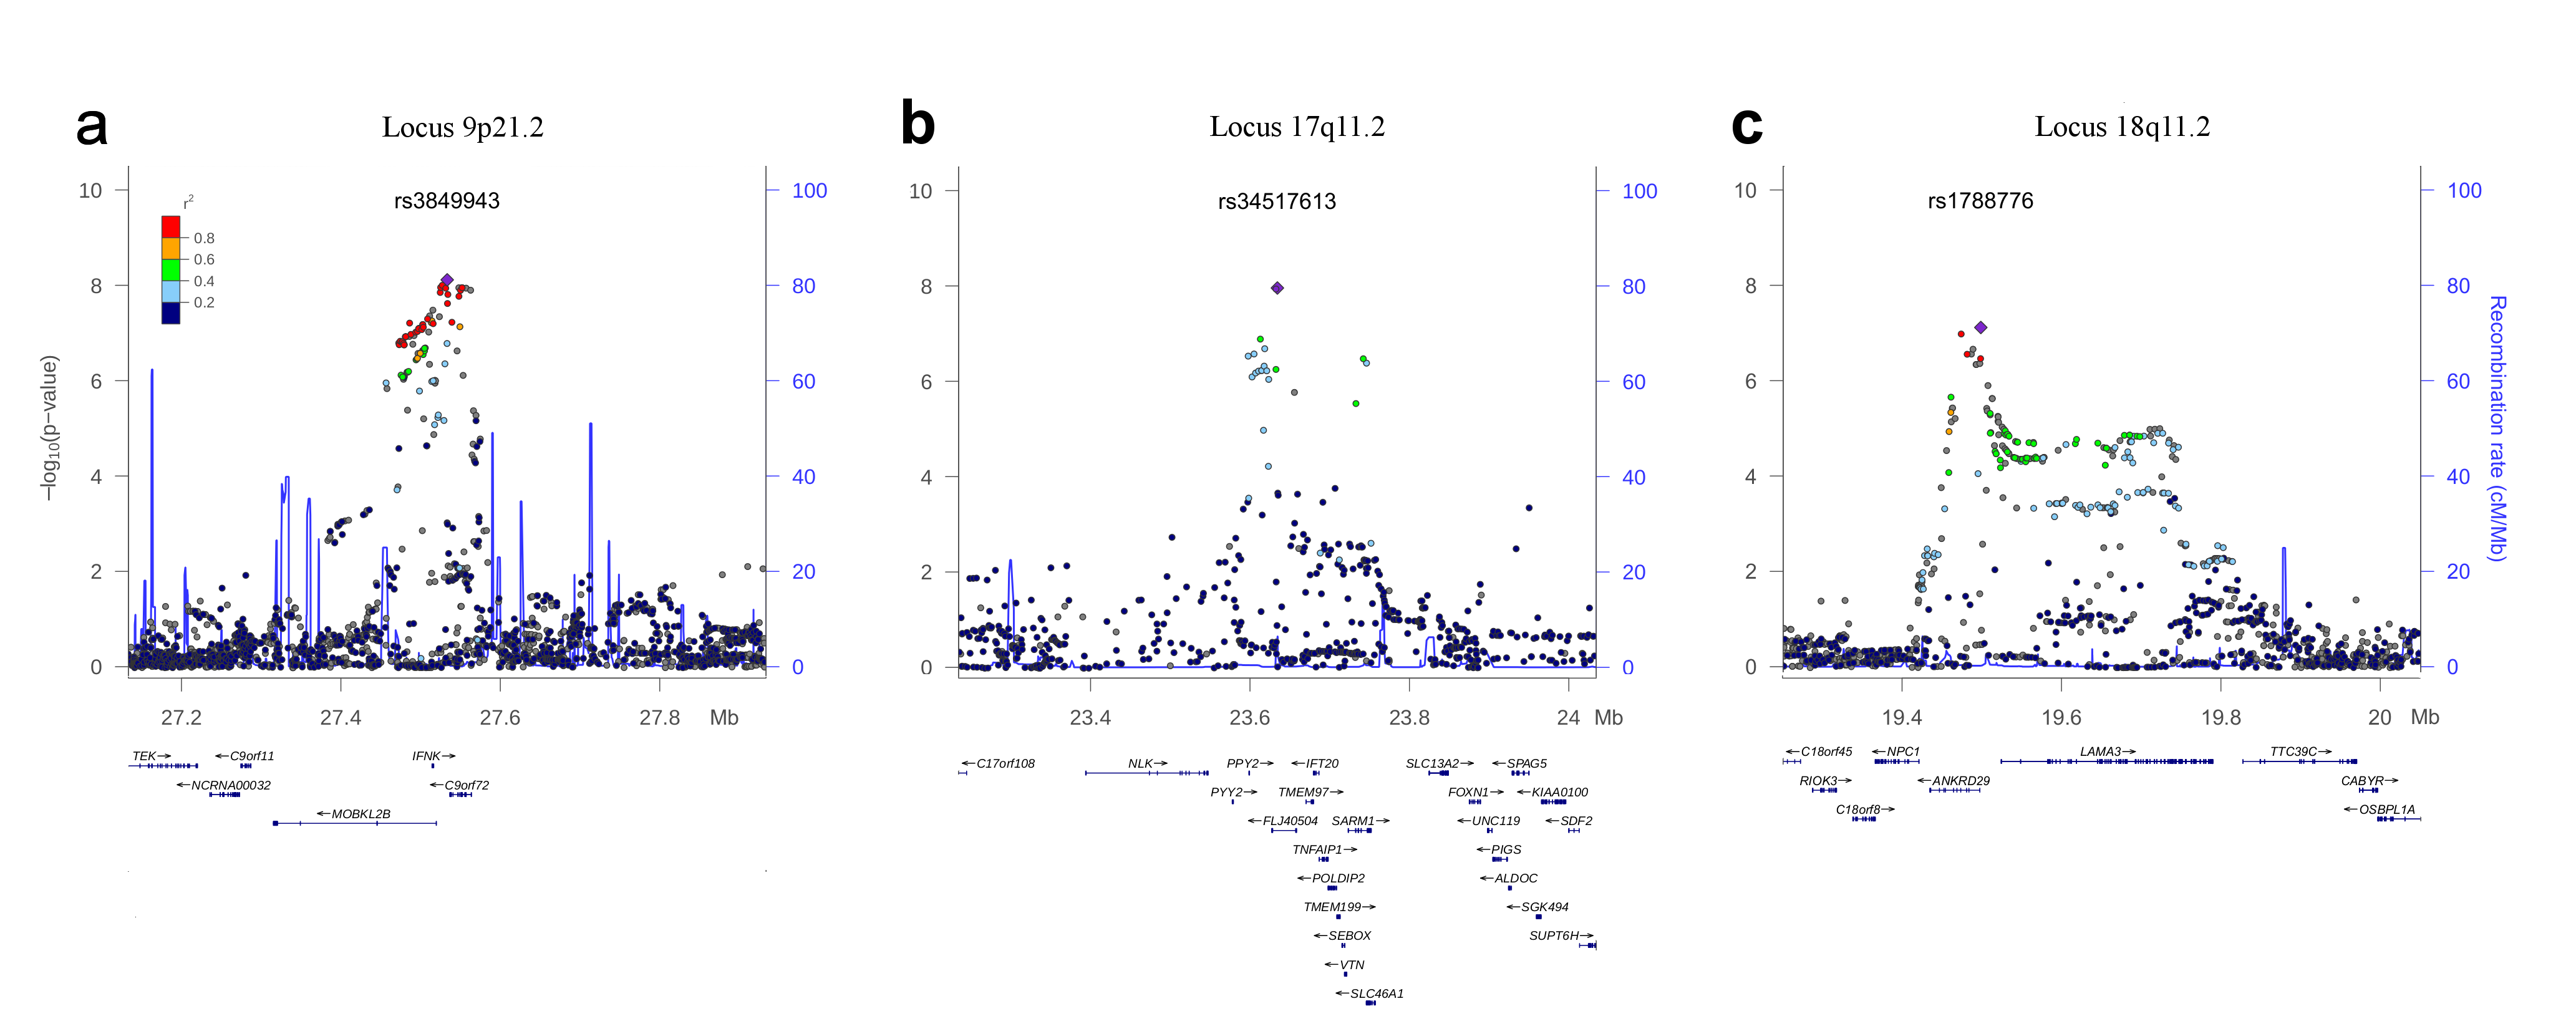 a
Locus 9p21.2
rs3849943
r2
0.8
0.6
0.4
0.2
10
8
6
4
2
0
−log10(p−value)
100
80
60
40
20
0
27.2
27.4
27.6
27.8
Mb
TEK→
←C9orf11
IFNK→
←NCRNA00032
←C9orf72
←MOBKL2B
b
Locus 17q11.2
rs34517613
10
8
6
4
2
0
100
80
60
40
20
0
23.4
23.6
23.8
24
Mb
←C17orf108
NLK→
PPY2→
←IFT20
SLC13A2→
←SPAG5
PYY2→
TMEM97→
FOXN1→
←KIAA0100
←FLJ40504
SARM1→
←UNC119
←SDF2
TNFAIP1→
←PIGS
←POLDIP2
←ALDOC
TMEM199→
←SGK494
←SEBOX
SUPT6H→
←VTN
←SLC46A1
c
Locus 18q11.2
rs1788776
10
8
6
4
2
0
100
80
60
40
20
0
Recombination rate (cM/Mb)
19.4
19.6
19.8
20
Mb
←C18orf45
←NPC1
LAMA3→
TTC39C→
RIOK3→
←ANKRD29
CABYR→
C18orf8→
←OSBPL1A